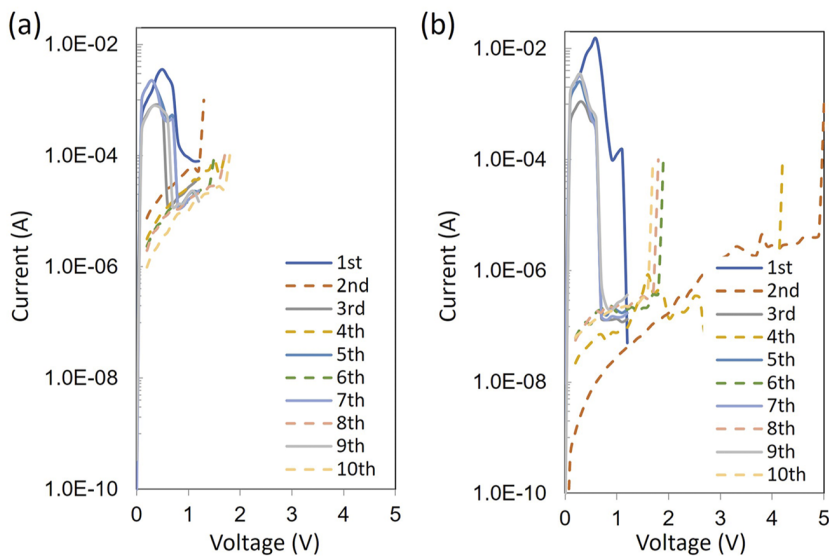 (a)
1.0E-02
1.0E-04
1.0E-06
1.0E-08
1.0E-10
Current (A)
0 1 2 3 4 5
Voltage (V)
1st
2nd
3rd
4th
5th
6th
7th
8th
9th
10th
(b)
1.0E-02
1.0E-04
1.0E-06
1.0E-08
1.0E-10
Current (A)
0 1 2 3 4 5
Voltage (V)
1st
2nd
3rd
4th
5th
6th
7th
8th
9th
10th